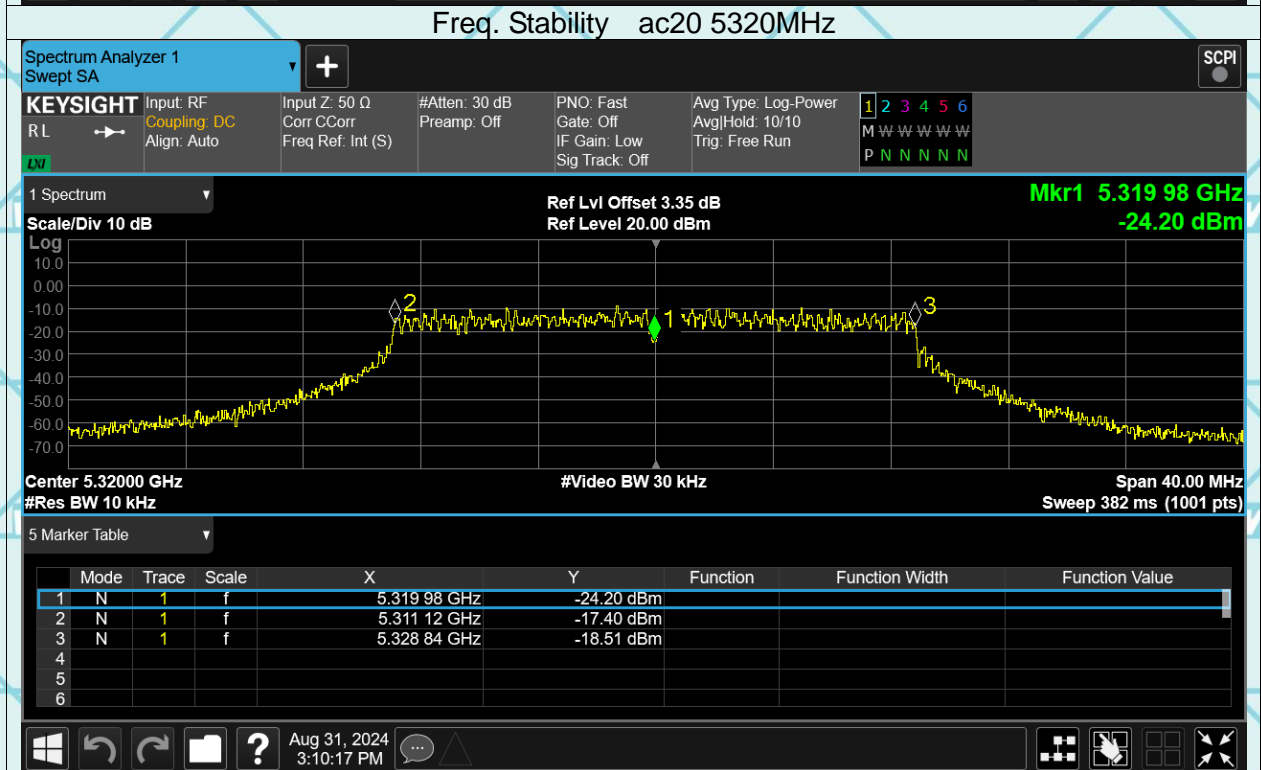 Freq. Stability ac20 5320MHz
Spectrum Analyzer 1
Swept SA
+
SCPI
KEYSIGHT Input: RF Input Z: 50 Ω #Atten: 30 dB PNO: Fast Avg Type: Log-Power 1 2 3 4 5 6
RL Coupling: DC Corr CCorr Preamp: Off Gate: Off Avg|Hold: 10/10 M W W W W W
Align: Auto Freq Ref: Int (S) IF Gain: Low Trig: Free Run P N N N N N
LXI Sig Track: Off
1 Spectrum Ref Lvl Offset 3.35 dB Mkr1 5.319 98 GHz
Scale/Div 10 dB Ref Level 20.00 dBm -24.20 dBm
Log
10.0
0.00
-10.0
-20.0
-30.0
-40.0
-50.0
-60.0
-70.0
2 1 3
Center 5.32000 GHz #Video BW 30 kHz Span 40.00 MHz
#Res BW 10 kHz Sweep 382 ms (1001 pts)
5 Marker Table
Mode Trace Scale X Y Function Function Width Function Value
1 N 1 f 5.319 98 GHz -24.20 dBm
2 N 1 f 5.311 12 GHz -17.40 dBm
3 N 1 f 5.328 84 GHz -18.51 dBm
4
5
6
? Aug 31, 2024
3:10:17 PM